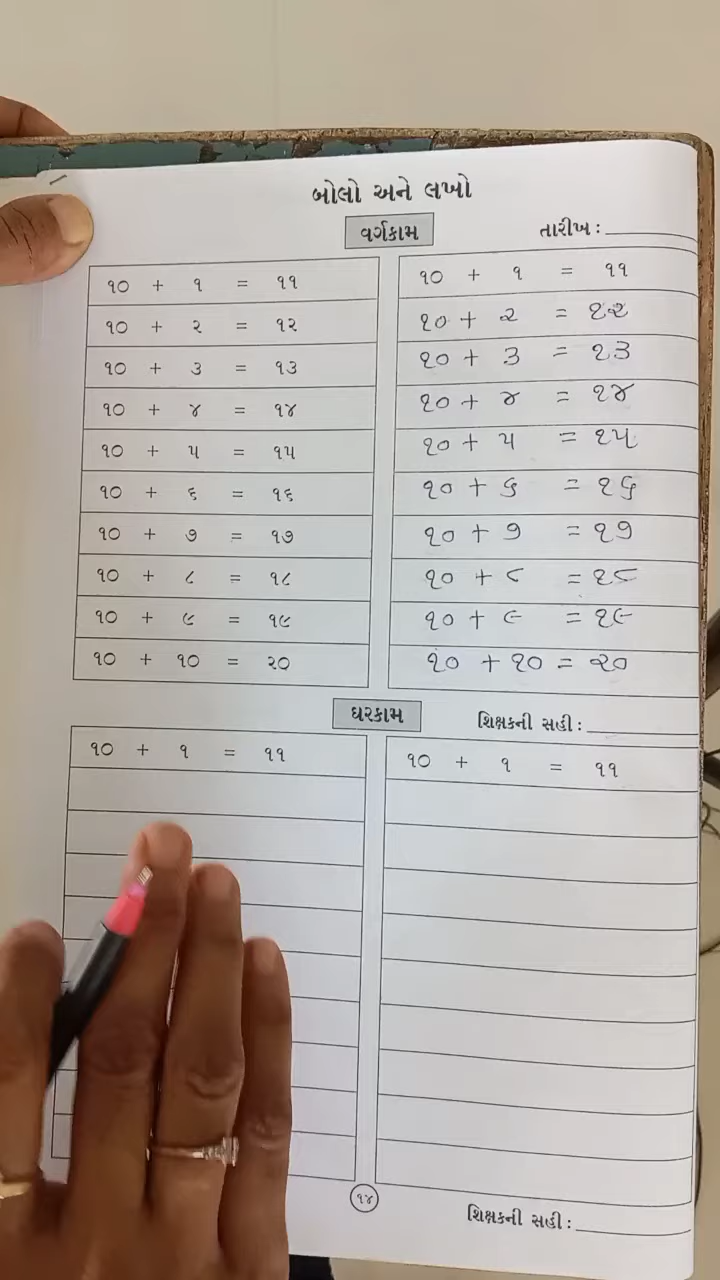 બોલો અને લખો
વર્ગકામ
તારીખ :
૧૦ + ૧ = ૧૧
૧૦ + ૨ = ૧૨
૧૦ + ૩ = ૧૩
૧૦ + ૪ = ૧૪
૧૦ + ૫ = ૧૫
૧૦ + ૬ = ૧૬
૧૦ + ૭ = ૧૭
૧૦ + ૮ = ૧૮
૧૦ + ૯ = ૧૯
૧૦ + ૧૦ = ૨૦
૧૦ + ૧ = ૧૧
૧૦ + ૨ = ૧૨
૧૦ + ૩ = ૧૩
૧૦ + ૪ = ૧૪
૧૦ + ૫ = ૧૫
૧૦ + ૬ = ૧૬
૧૦ + ૭ = ૧૭
૧૦ + ૮ = ૧૮
૧૦ + ૯ = ૧૯
૧૦ + ૧૦ = ૨૦
ઘરકામ
શિક્ષકની સહી :
૧૦ + ૧ = ૧૧
૧૦ + ૧ = ૧૧
૧૪
શિક્ષકની સહી :